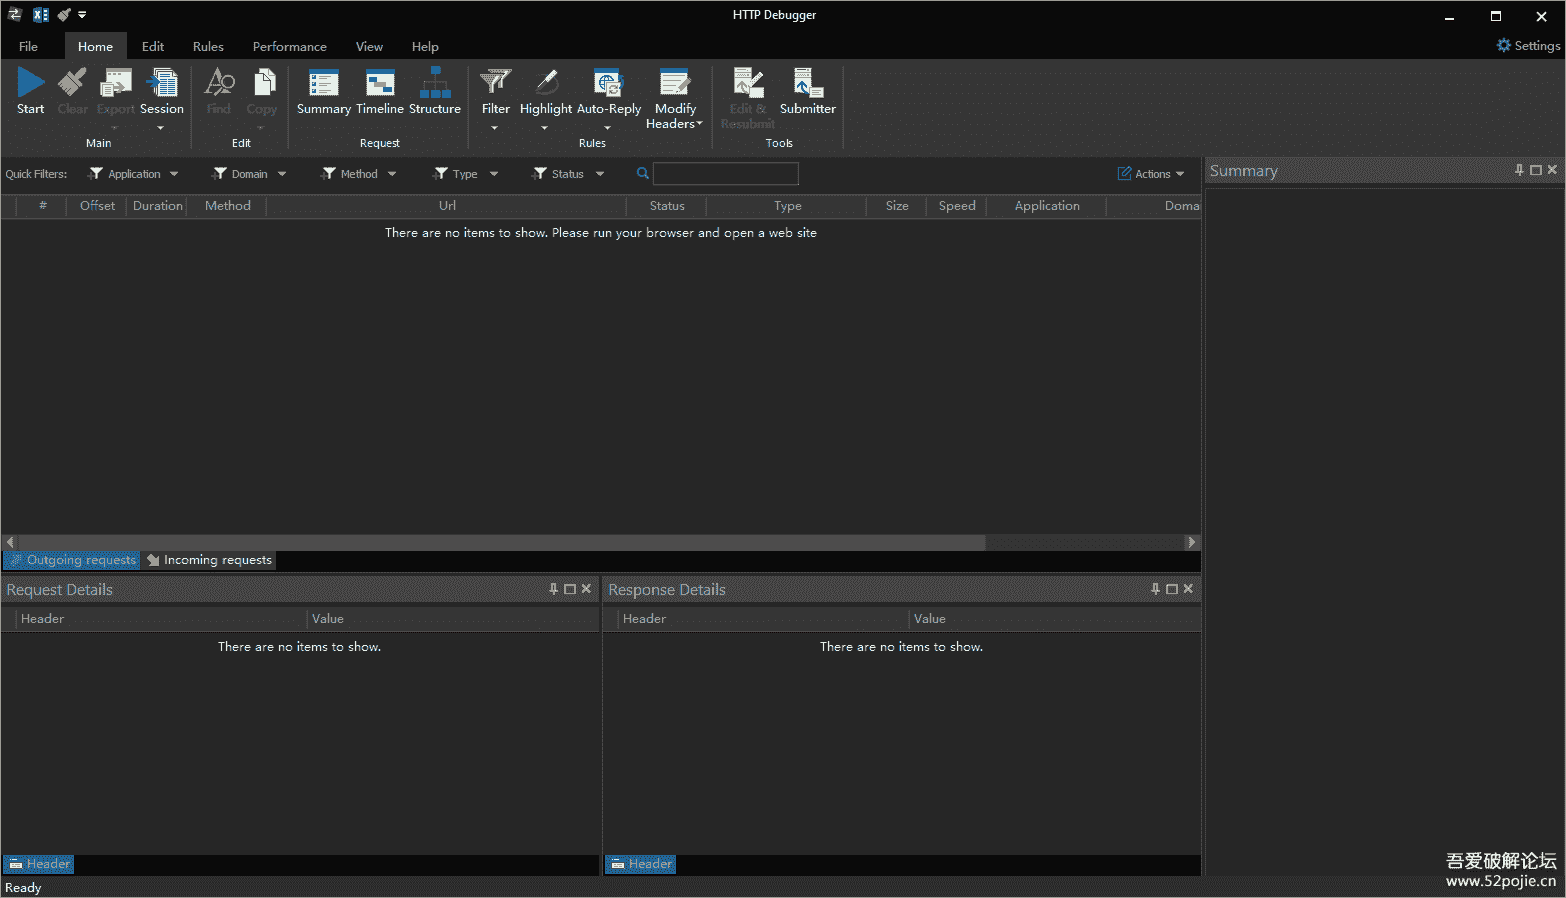 HTTP Debugger
File Home Edit Rules Performance View Help Settings
Start Clear Export Session Find Copy Summary Timeline Structure Filter Highlight Auto-Reply Modify Headers Edit & Resubmit Submitter
Main Edit Request Rules Tools
Quick Filters: Application Domain Method Type Status Actions
Summary
# Offset Duration Method Url Status Type Size Speed Application Domai
There are no items to show. Please run your browser and open a web site
Outgoing requests Incoming requests
Request Details
Header Value
There are no items to show.
Header
Response Details
Header Value
There are no items to show.
Header
Ready
吾爱破解论坛
www.52pojie.cn